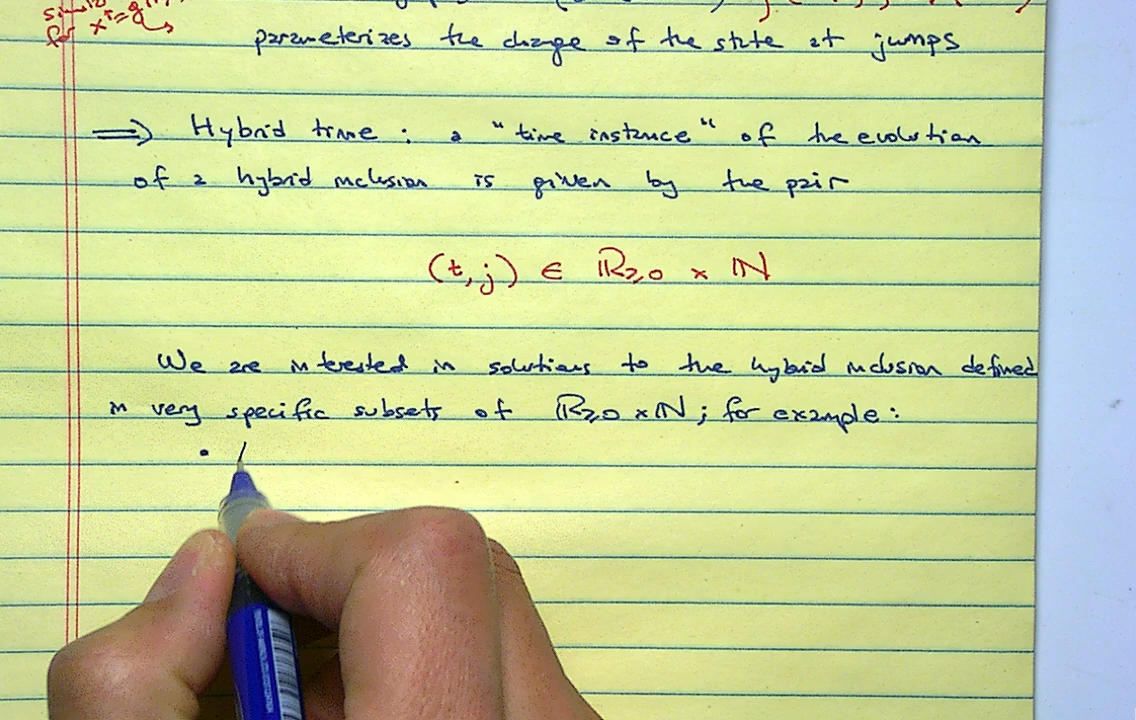 for x⁺=g
parameterizes the change of the state at jumps
⟹ Hybrid time : a "time instance" of the evolution
of a hybrid inclusion is given by the pair
(t,j) ∈ ℝ≥0 × ℕ
We are interested in solutions to the hybrid inclusion defined
in very specific subsets of ℝ≥0 × ℕ ; for example :
•